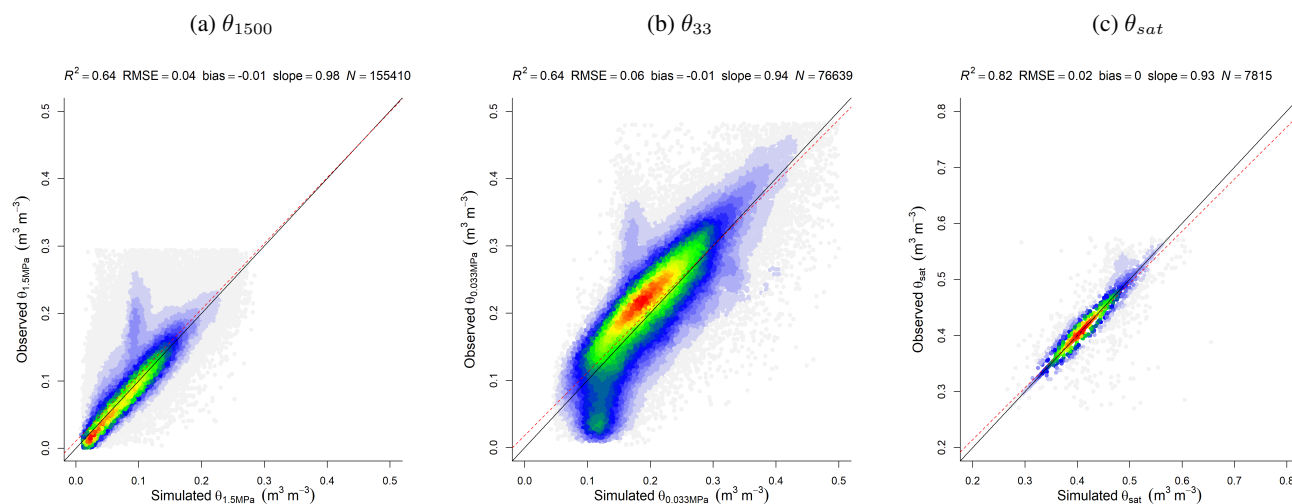 (a) θ1500
R² = 0.64 RMSE = 0.04 bias= -0.01 slope = 0.98 N = 155410
Observed θ1.5MPa (m³ m⁻³)
0.5
0.4
0.3
0.2
0.1
0.0
0.0 0.1 0.2 0.3 0.4 0.5
Simulated θ1.5MPa (m³ m⁻³)
(b) θ33
R² = 0.64 RMSE = 0.06 bias= -0.01 slope = 0.94 N = 76639
Observed θ0.033MPa (m³ m⁻³)
0.5
0.4
0.3
0.2
0.1
0.0
0.0 0.1 0.2 0.3 0.4 0.5
Simulated θ0.033MPa (m³ m⁻³)
(c) θsat
R² = 0.82 RMSE = 0.02 bias= 0 slope = 0.93 N = 7815
Observed θsat (m³ m⁻³)
0.8
0.7
0.6
0.5
0.4
0.3
0.2
0.2 0.3 0.4 0.5 0.6 0.7 0.8
Simulated θsat (m³ m⁻³)